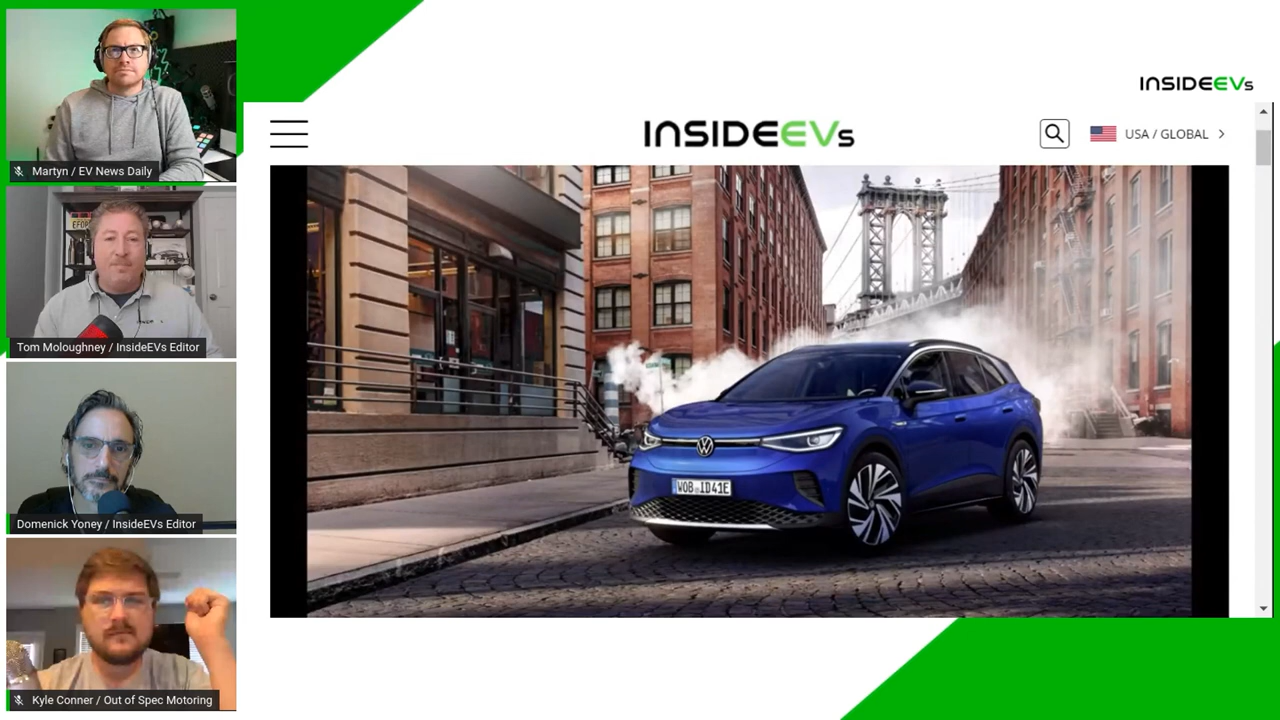 Martyn / EV News Daily
Tom Moloughney / InsideEVs Editor
Domenick Yoney / InsideEVs Editor
Kyle Conner / Out of Spec Motoring
INSIDEEVs
INSIDEEVs
USA / GLOBAL
WOB ID41E